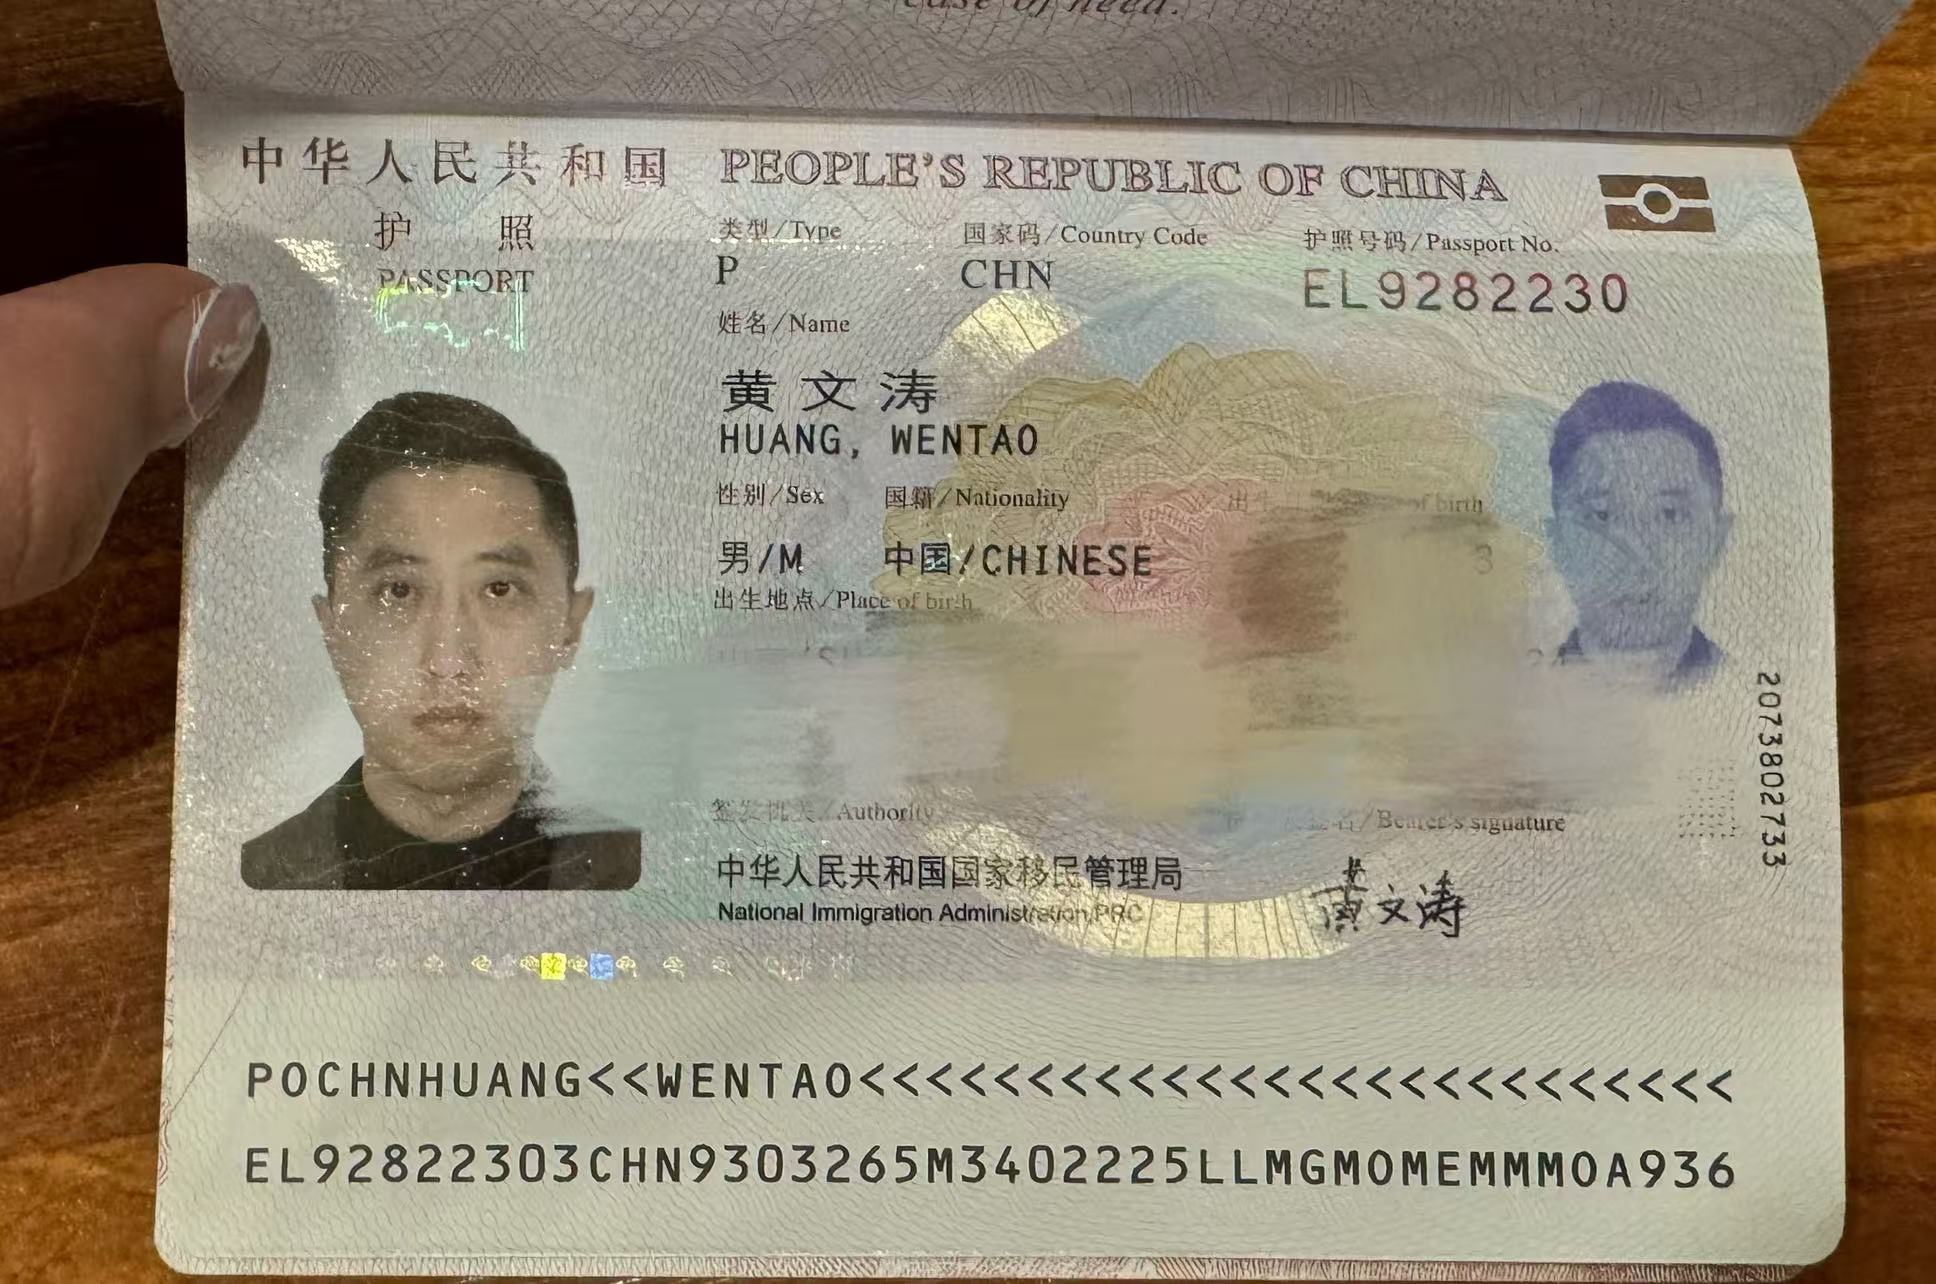 case of need.
中华人民共和国 PEOPLE'S REPUBLIC OF CHINA
护照 类型/Type 国家码/Country Code 护照号码/Passport No.
PASSPORT P CHN EL9282230
姓名/Name
黄文涛
HUANG, WENTAO
性别/Sex 国籍/Nationality of birth
男/M 中国/CHINESE
出生地点/Place of birth
签发机关/Authority Bearer's signature
中华人民共和国国家移民管理局
National Immigration Administration,PRC
黄文涛
2073802733
POCHNHUANG<<WENTAO<<<<<<<<<<<<<<<<<<<<<<<<<<
EL92822303CHN9303265M3402225LLMGMOMEMMMOA936